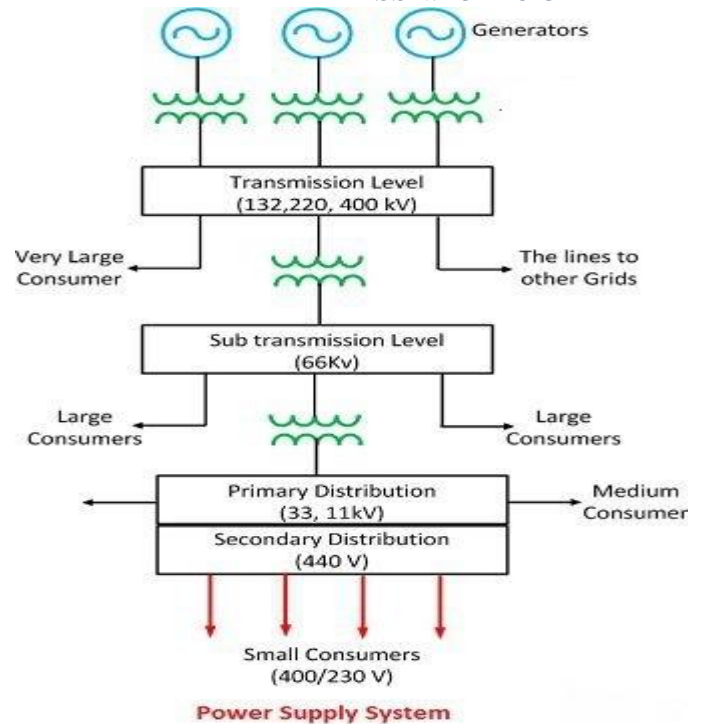 Generators
Transmission Level
(132,220, 400 kV)
Very Large
Consumer
The lines to
other Grids
Sub transmission Level
(66Kv)
Large
Consumers
Large
Consumers
Primary Distribution
(33, 11kV)
Medium
Consumer
Secondary Distribution
(440 V)
Small Consumers
(400/230 V)
Power Supply System